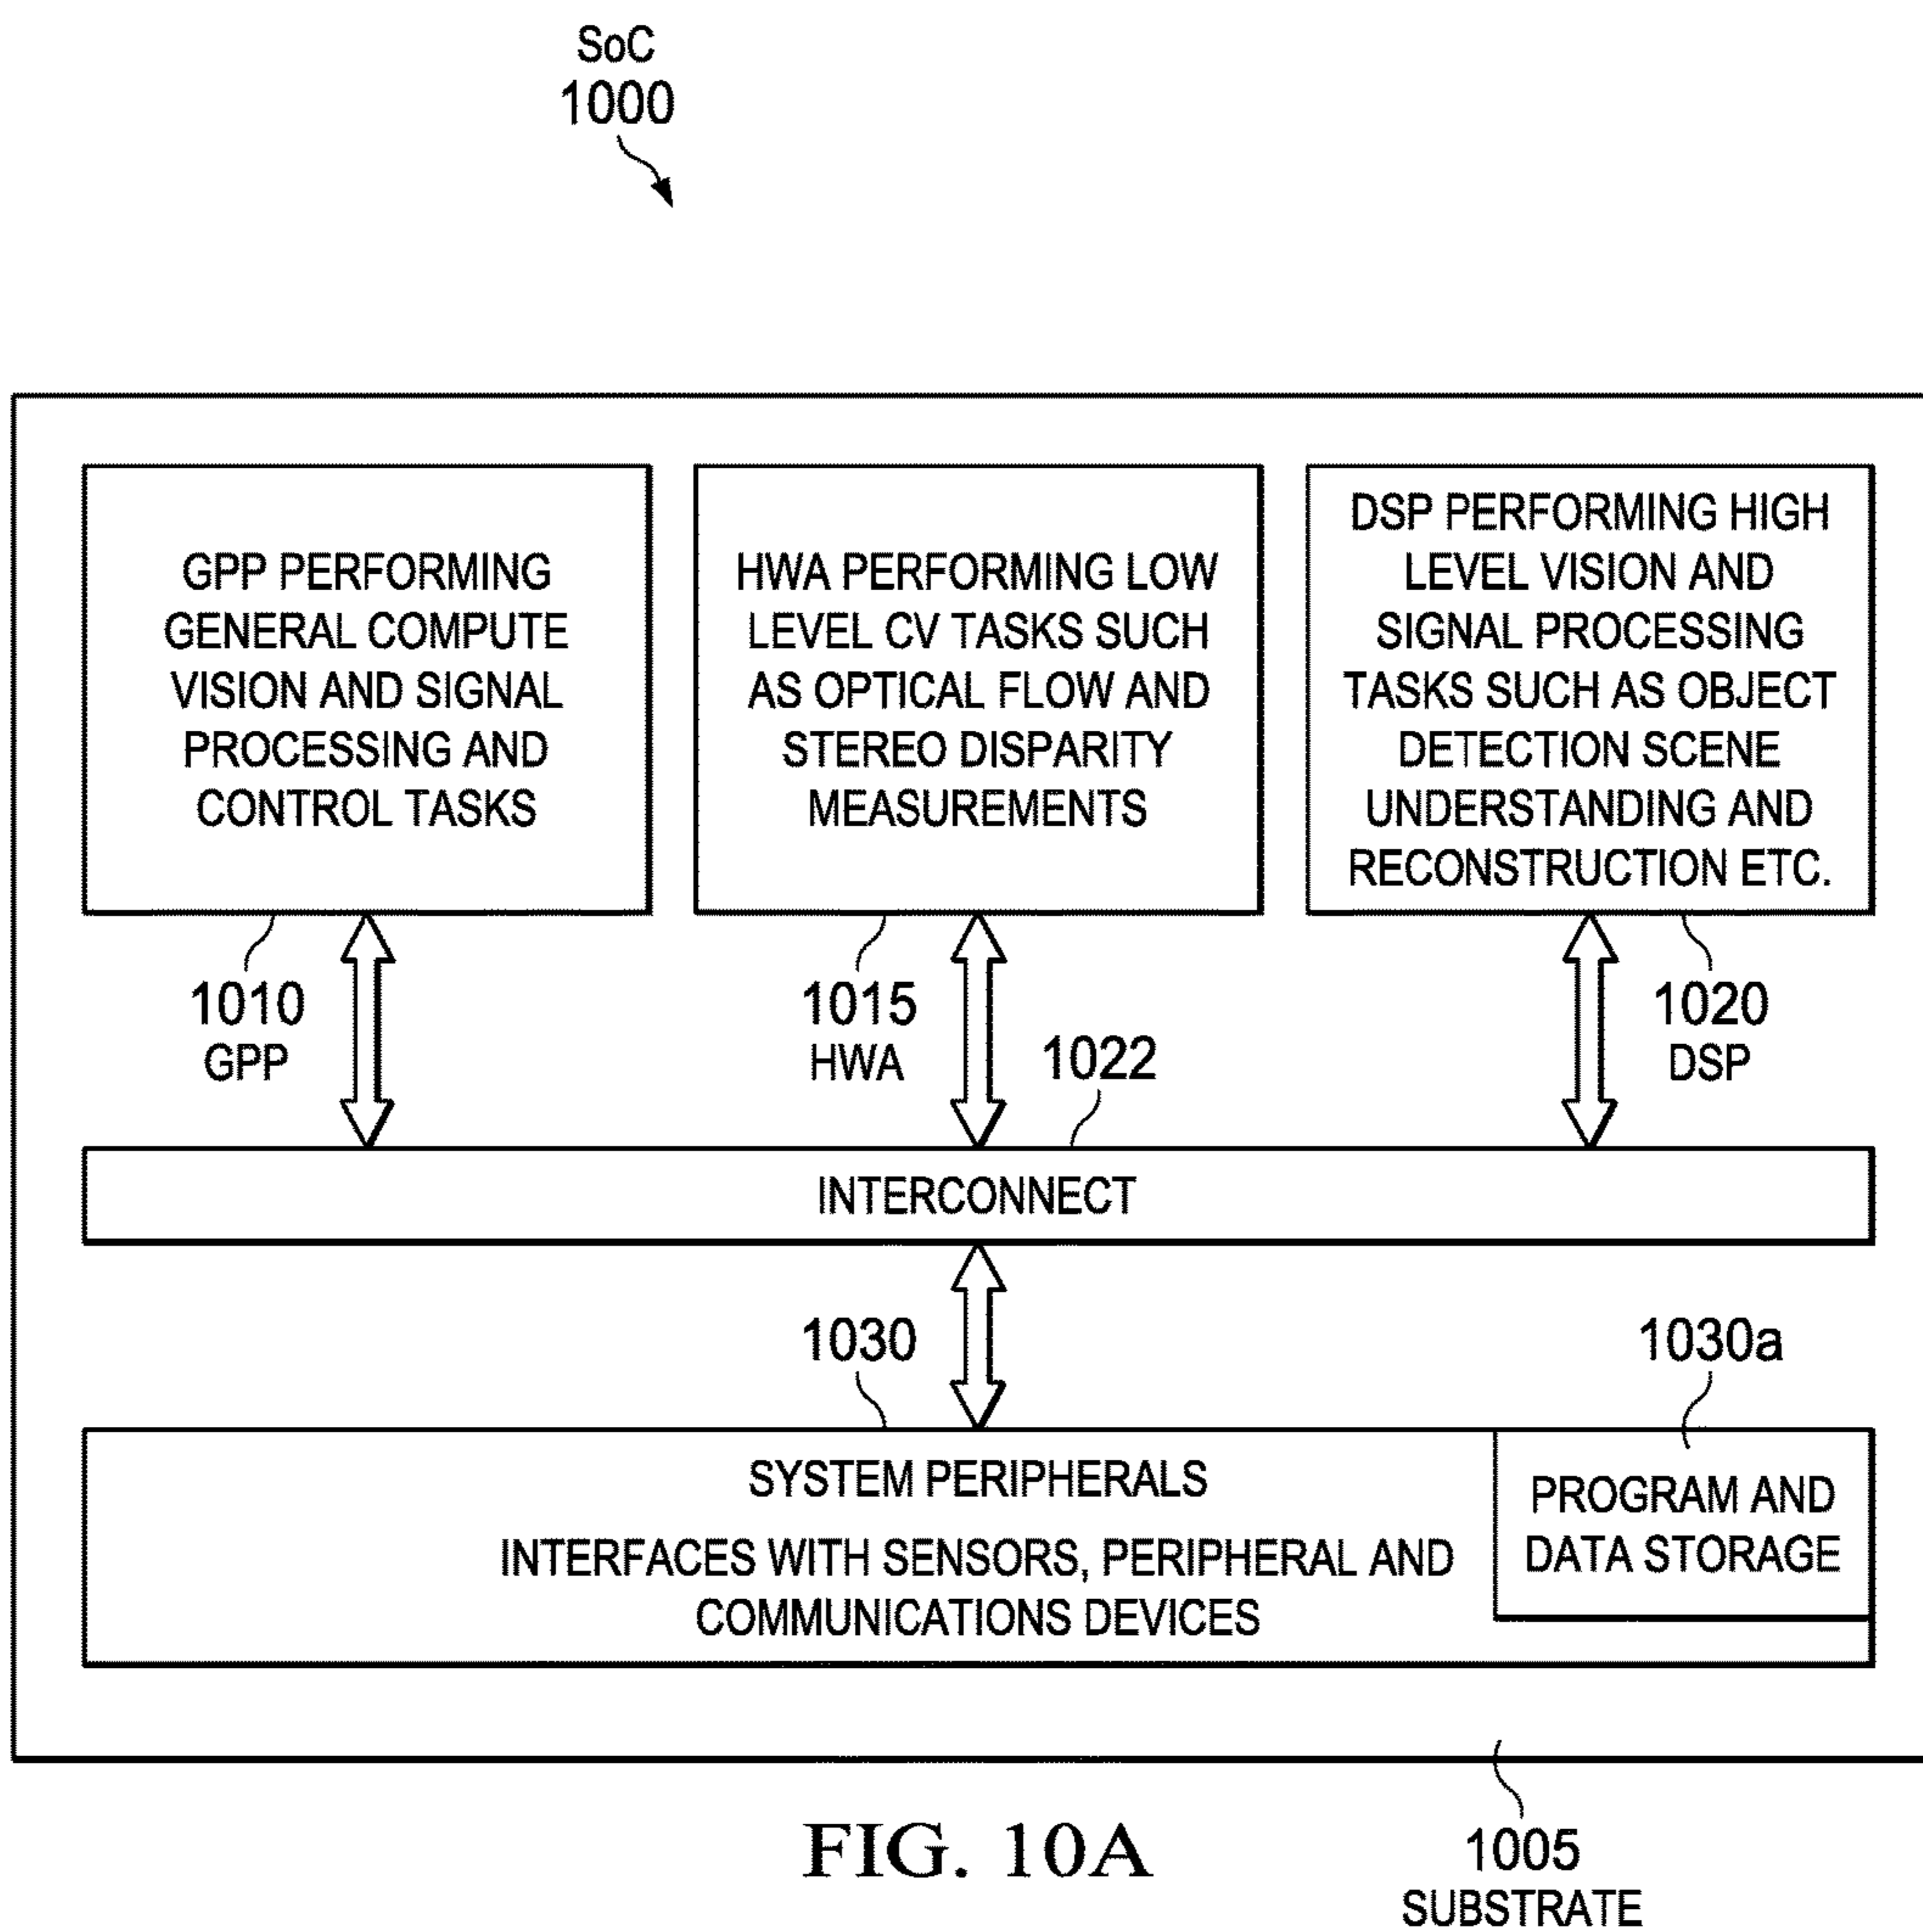 SoC
1000
GPP PERFORMING
GENERAL COMPUTE
VISION AND SIGNAL
PROCESSING AND
CONTROL TASKS
HWA PERFORMING LOW
LEVEL CV TASKS SUCH
AS OPTICAL FLOW AND
STEREO DISPARITY
MEASUREMENTS
DSP PERFORMING HIGH
LEVEL VISION AND
SIGNAL PROCESSING
TASKS SUCH AS OBJECT
DETECTION SCENE
UNDERSTANDING AND
RECONSTRUCTION ETC.
1010
GPP
1015
HWA
1022
1020
DSP
INTERCONNECT
1030
1030a
SYSTEM PERIPHERALS
INTERFACES WITH SENSORS, PERIPHERAL AND
COMMUNICATIONS DEVICES
PROGRAM AND
DATA STORAGE
FIG. 10A
1005
SUBSTRATE